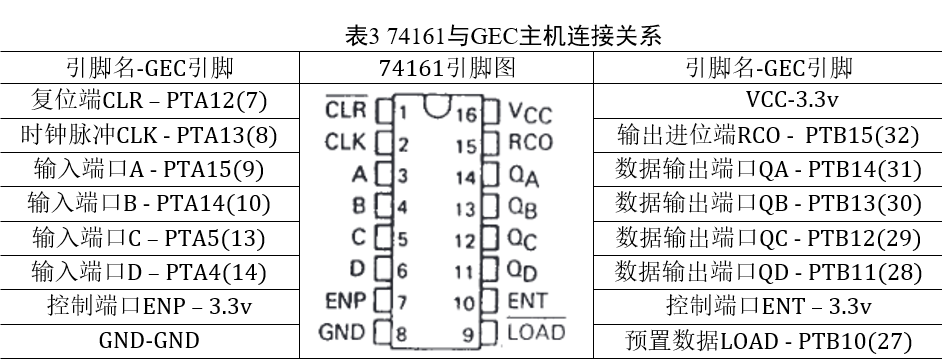 表3 74161与GEC主机连接关系
引脚名-GEC引脚 74161引脚图 引脚名-GEC引脚
复位端CLR – PTA12(7) VCC-3.3v
时钟脉冲CLK - PTA13(8) 输出进位端RCO - PTB15(32)
输入端口A - PTA15(9) 数据输出端口QA - PTB14(31)
输入端口B - PTA14(10) 数据输出端口QB - PTB13(30)
输入端口C – PTA5(13) 数据输出端口QC - PTB12(29)
输入端口D – PTA4(14) 数据输出端口QD - PTB11(28)
控制端口ENP – 3.3v 控制端口ENT – 3.3v
GND-GND 预置数据LOAD - PTB10(27)
CLR 1 16 VCC
CLK 2 15 RCO
A 3 14 QA
B 4 13 QB
C 5 12 QC
D 6 11 QD
ENP 7 10 ENT
GND 8 9 LOAD